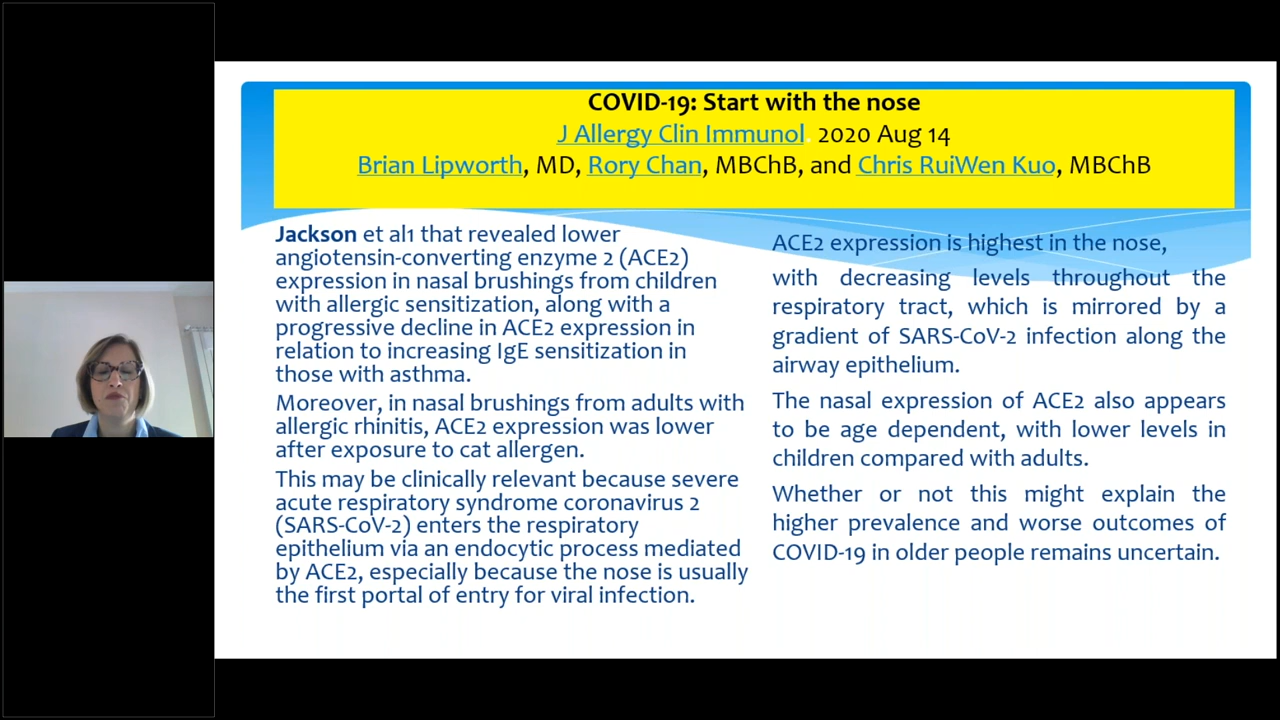 COVID-19: Start with the nose
J Allergy Clin Immunol. 2020 Aug 14
Brian Lipworth, MD, Rory Chan, MBChB, and Chris RuiWen Kuo, MBChB
Jackson et al1 that revealed lower
angiotensin-converting enzyme 2 (ACE2)
expression in nasal brushings from children
with allergic sensitization, along with a
progressive decline in ACE2 expression in
relation to increasing IgE sensitization in
those with asthma.
Moreover, in nasal brushings from adults with
allergic rhinitis, ACE2 expression was lower
after exposure to cat allergen.
This may be clinically relevant because severe
acute respiratory syndrome coronavirus 2
(SARS-CoV-2) enters the respiratory
epithelium via an endocytic process mediated
by ACE2, especially because the nose is usually
the first portal of entry for viral infection.
ACE2 expression is highest in the nose,
with decreasing levels throughout the
respiratory tract, which is mirrored by a
gradient of SARS-CoV-2 infection along the
airway epithelium.
The nasal expression of ACE2 also appears
to be age dependent, with lower levels in
children compared with adults.
Whether or not this might explain the
higher prevalence and worse outcomes of
COVID-19 in older people remains uncertain.